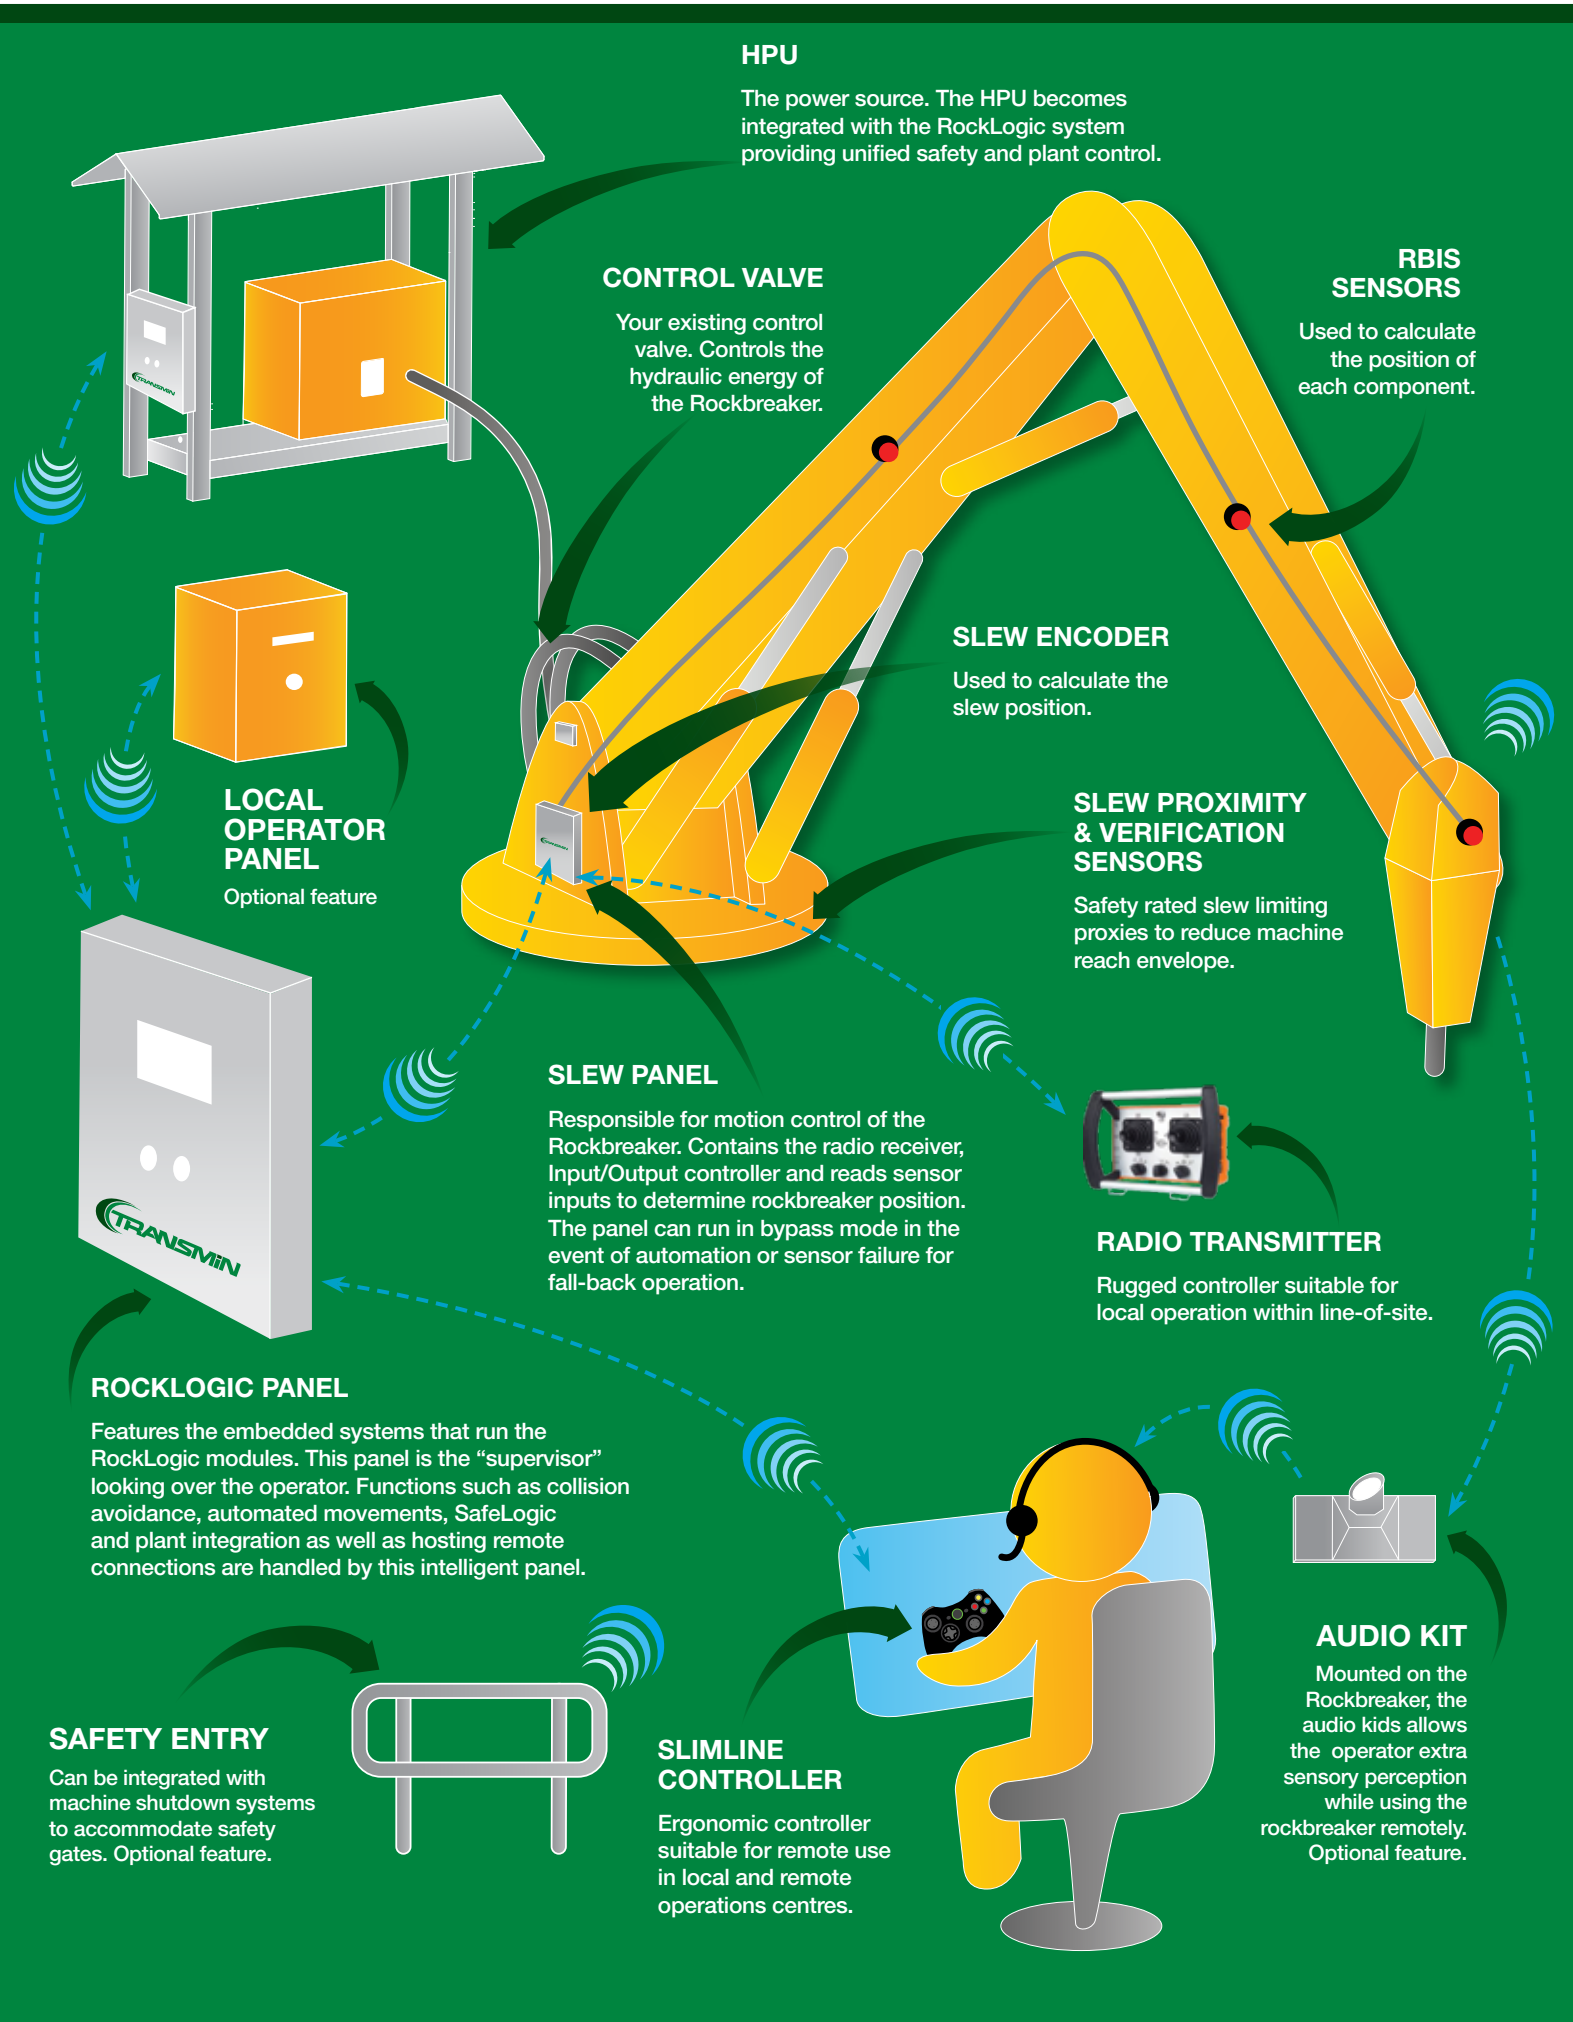 HPU
The power source. The HPU becomes
integrated with the RockLogic system
providing unified safety and plant control.
CONTROL VALVE
Your existing control
valve. Controls the
hydraulic energy of
the Rockbreaker.
RBIS
SENSORS
Used to calculate
the position of
each component.
TRANSMIN
SLEW ENCODER
Used to calculate the
slew position.
LOCAL
OPERATOR
PANEL
Optional feature
SLEW PROXIMITY
& VERIFICATION
SENSORS
Safety rated slew limiting
proxies to reduce machine
reach envelope.
TRANSMIN
SLEW PANEL
Responsible for motion control of the
Rockbreaker. Contains the radio receiver,
Input/Output controller and reads sensor
inputs to determine rockbreaker position.
The panel can run in bypass mode in the
event of automation or sensor failure for
fall-back operation.
TRANSMiN
RADIO TRANSMITTER
Rugged controller suitable for
local operation within line-of-site.
ROCKLOGIC PANEL
Features the embedded systems that run the
RockLogic modules. This panel is the “supervisor”
looking over the operator. Functions such as collision
avoidance, automated movements, SafeLogic
and plant integration as well as hosting remote
connections are handled by this intelligent panel.
AUDIO KIT
Mounted on the
Rockbreaker, the
audio kids allows
the operator extra
sensory perception
while using the
rockbreaker remotely.
Optional feature.
SAFETY ENTRY
Can be integrated with
machine shutdown systems
to accommodate safety
gates. Optional feature.
SLIMLINE
CONTROLLER
Ergonomic controller
suitable for remote use
in local and remote
operations centres.